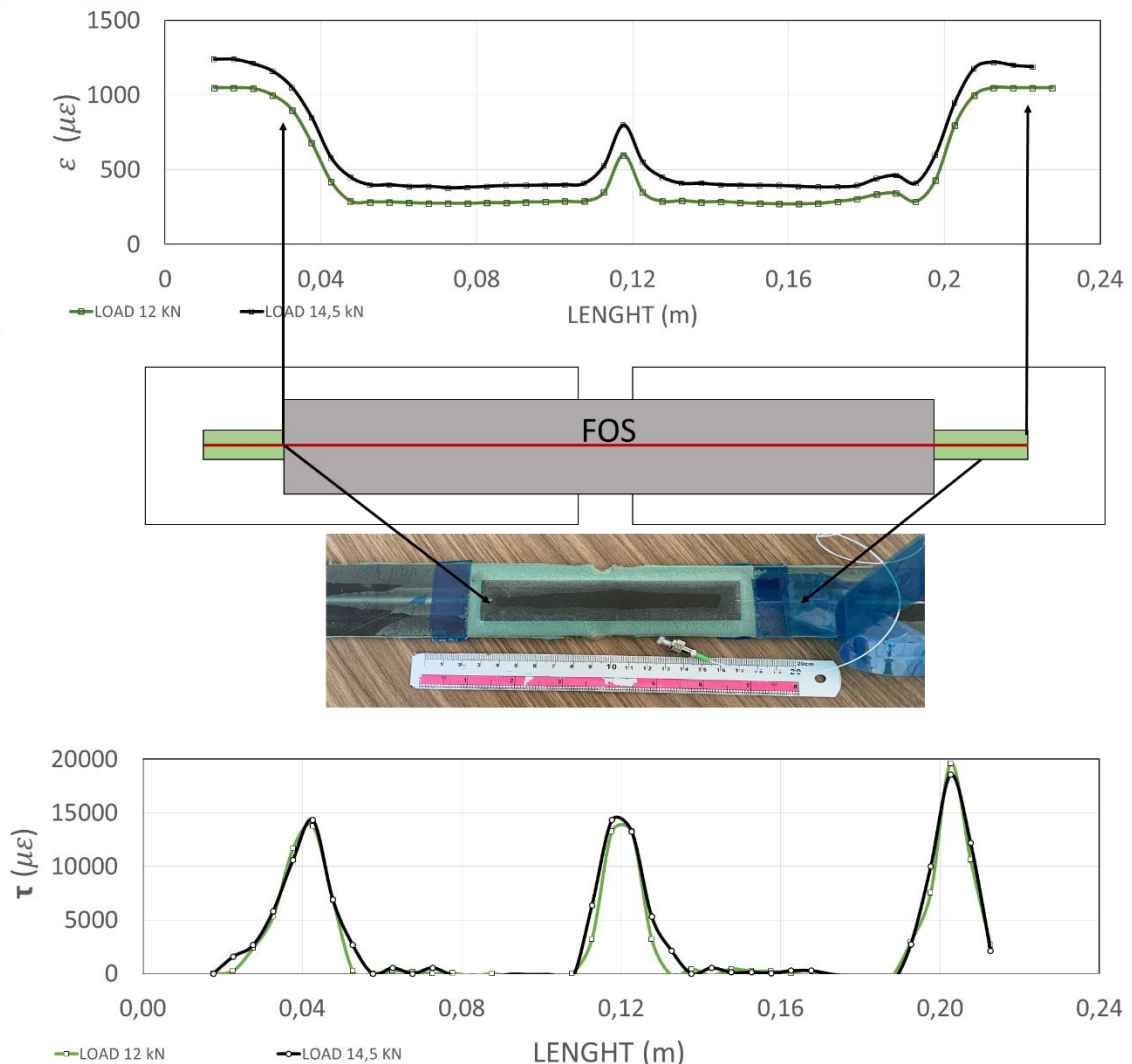 1500
1000
500
0
ε (με)
0 0,04 0,08 0,12 0,16 0,2 0,24
LENGHT (m)
LOAD 12 KN LOAD 14,5 kN
FOS
10
20cm
20000
15000
10000
5000
0
τ (με)
0,00 0,04 0,08 0,12 0,16 0,20 0,24
LENGHT (m)
LOAD 12 kN LOAD 14,5 KN